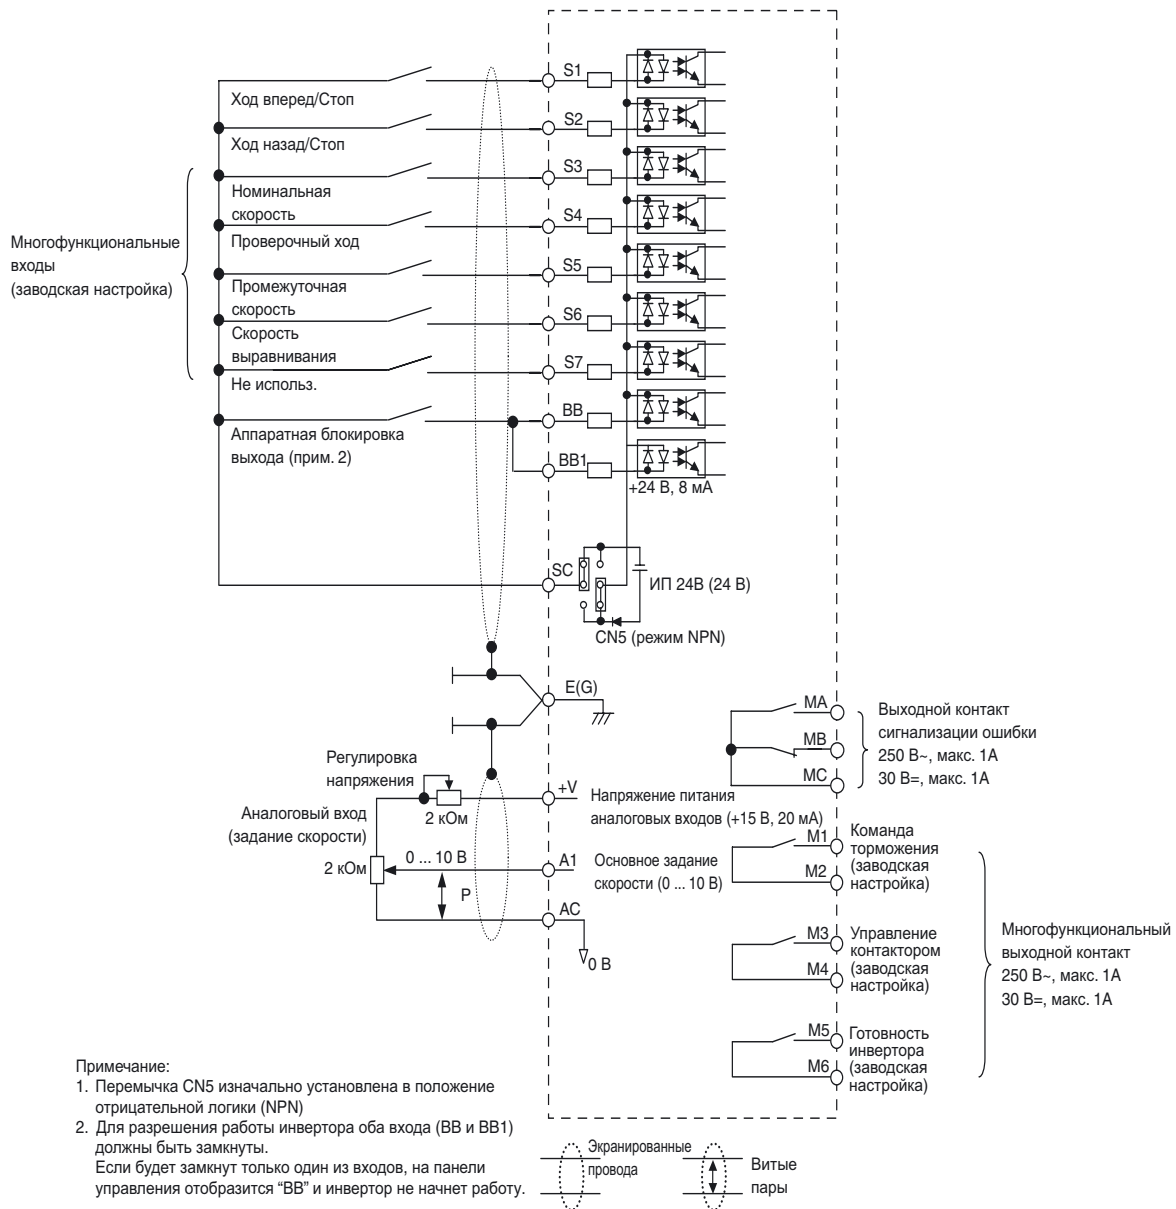 S1
Ход вперед/Стоп
S2
Ход назад/Стоп
S3
Номинальная
скорость
S4
Проверочный ход
Многофункциональные
входы
(заводская настройка)
S5
Промежуточная
скорость
S6
Скорость
выравнивания
S7
Не использ.
BB
Аппаратная блокировка
выхода (прим. 2)
BB1
+24 В, 8 мА
SC
ИП 24В (24 В)
CN5 (режим NPN)
E(G)
MA
MB
MC
Выходной контакт
сигнализации ошибки
250 В~, макс. 1А
30 В=, макс. 1А
Регулировка
напряжения
2 кОм
+V
Напряжение питания
аналоговых входов (+15 В, 20 мА)
Аналоговый вход
(задание скорости)
2 кОм
0 ... 10 В
P
A1
Основное задание
скорости (0 ... 10 В)
AC
0 В
M1
M2
Команда
торможения
(заводская
настройка)
M3
M4
Управление
контактором
(заводская
настройка)
M5
M6
Готовность
инвертора
(заводская
настройка)
Многофункциональный
выходной контакт
250 В~, макс. 1А
30 В=, макс. 1А
Примечание:
1. Перемычка CN5 изначально установлена в положение
отрицательной логики (NPN)
2. Для разрешения работы инвертора оба входа (BB и BB1)
должны быть замкнуты.
Если будет замкнут только один из входов, на панели
управления отобразится “BB” и инвертор не начнет работу.
Экранированные
провода
Витые
пары